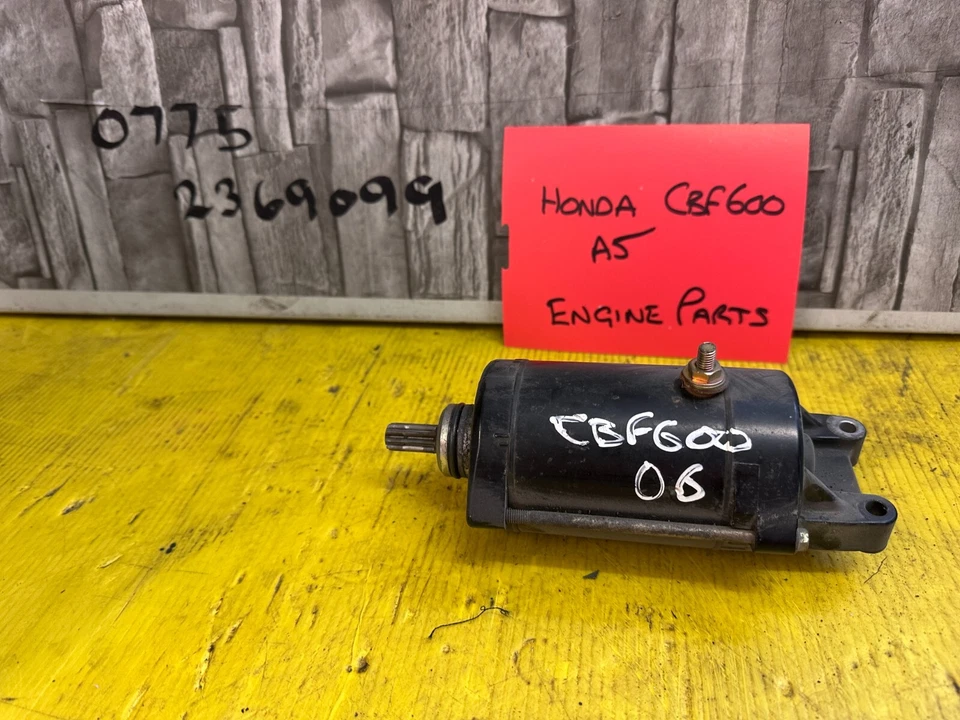 0775
2369099
HONDA CBF600
A5
ENGINE PARTS
CBF600
06